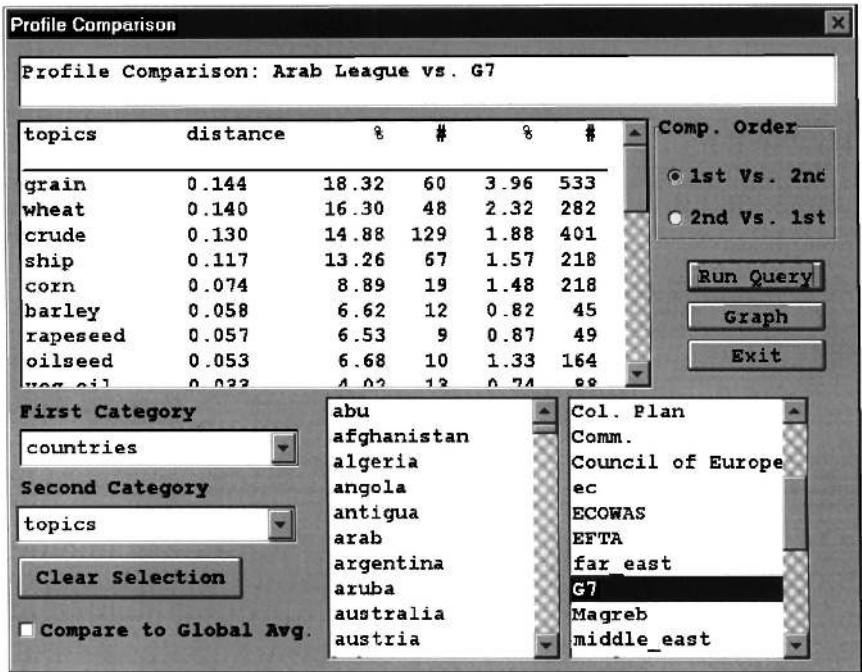 Profile Comparison
Profile Comparison: Arab League vs. G7
topics distance % # % #
grain 0.144 18.32 60 3.96 533
wheat 0.140 16.30 48 2.32 282
crude 0.130 14.88 129 1.88 401
ship 0.117 13.26 67 1.57 218
corn 0.074 8.89 19 1.48 218
barley 0.058 6.62 12 0.82 45
rapeseed 0.057 6.53 9 0.87 49
oilseed 0.053 6.68 10 1.33 164
Comp. Order
1st Vs. 2nd
2nd Vs. 1st
Run Query
Graph
Exit
First Category
countries
Second Category
topics
Clear Selection
Compare to Global Avg.
abu
afghanistan
algeria
angola
antigua
arab
argentina
aruba
australia
austria
Col. Plan
Comm.
Council of Europe
ec
ECOWAS
EFTA
far_east
G7
Magreb
middle_east